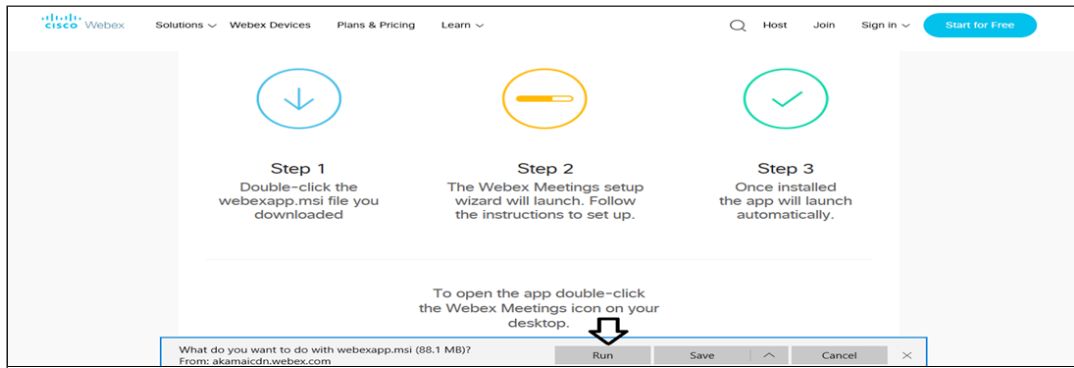 cisco Webex Solutions Webex Devices Plans & Pricing Learn Host Join Sign in Start for Free
Step 1
Double-click the
webexapp.msi file you
downloaded
Step 2
The Webex Meetings setup
wizard will launch. Follow
the instructions to set up.
Step 3
Once installed
the app will launch
automatically.
To open the app double-click
the Webex Meetings icon on your
desktop.
What do you want to do with webexapp.msi (88.1 MB)?
From: akamaicdn.webex.com
Run Save Cancel